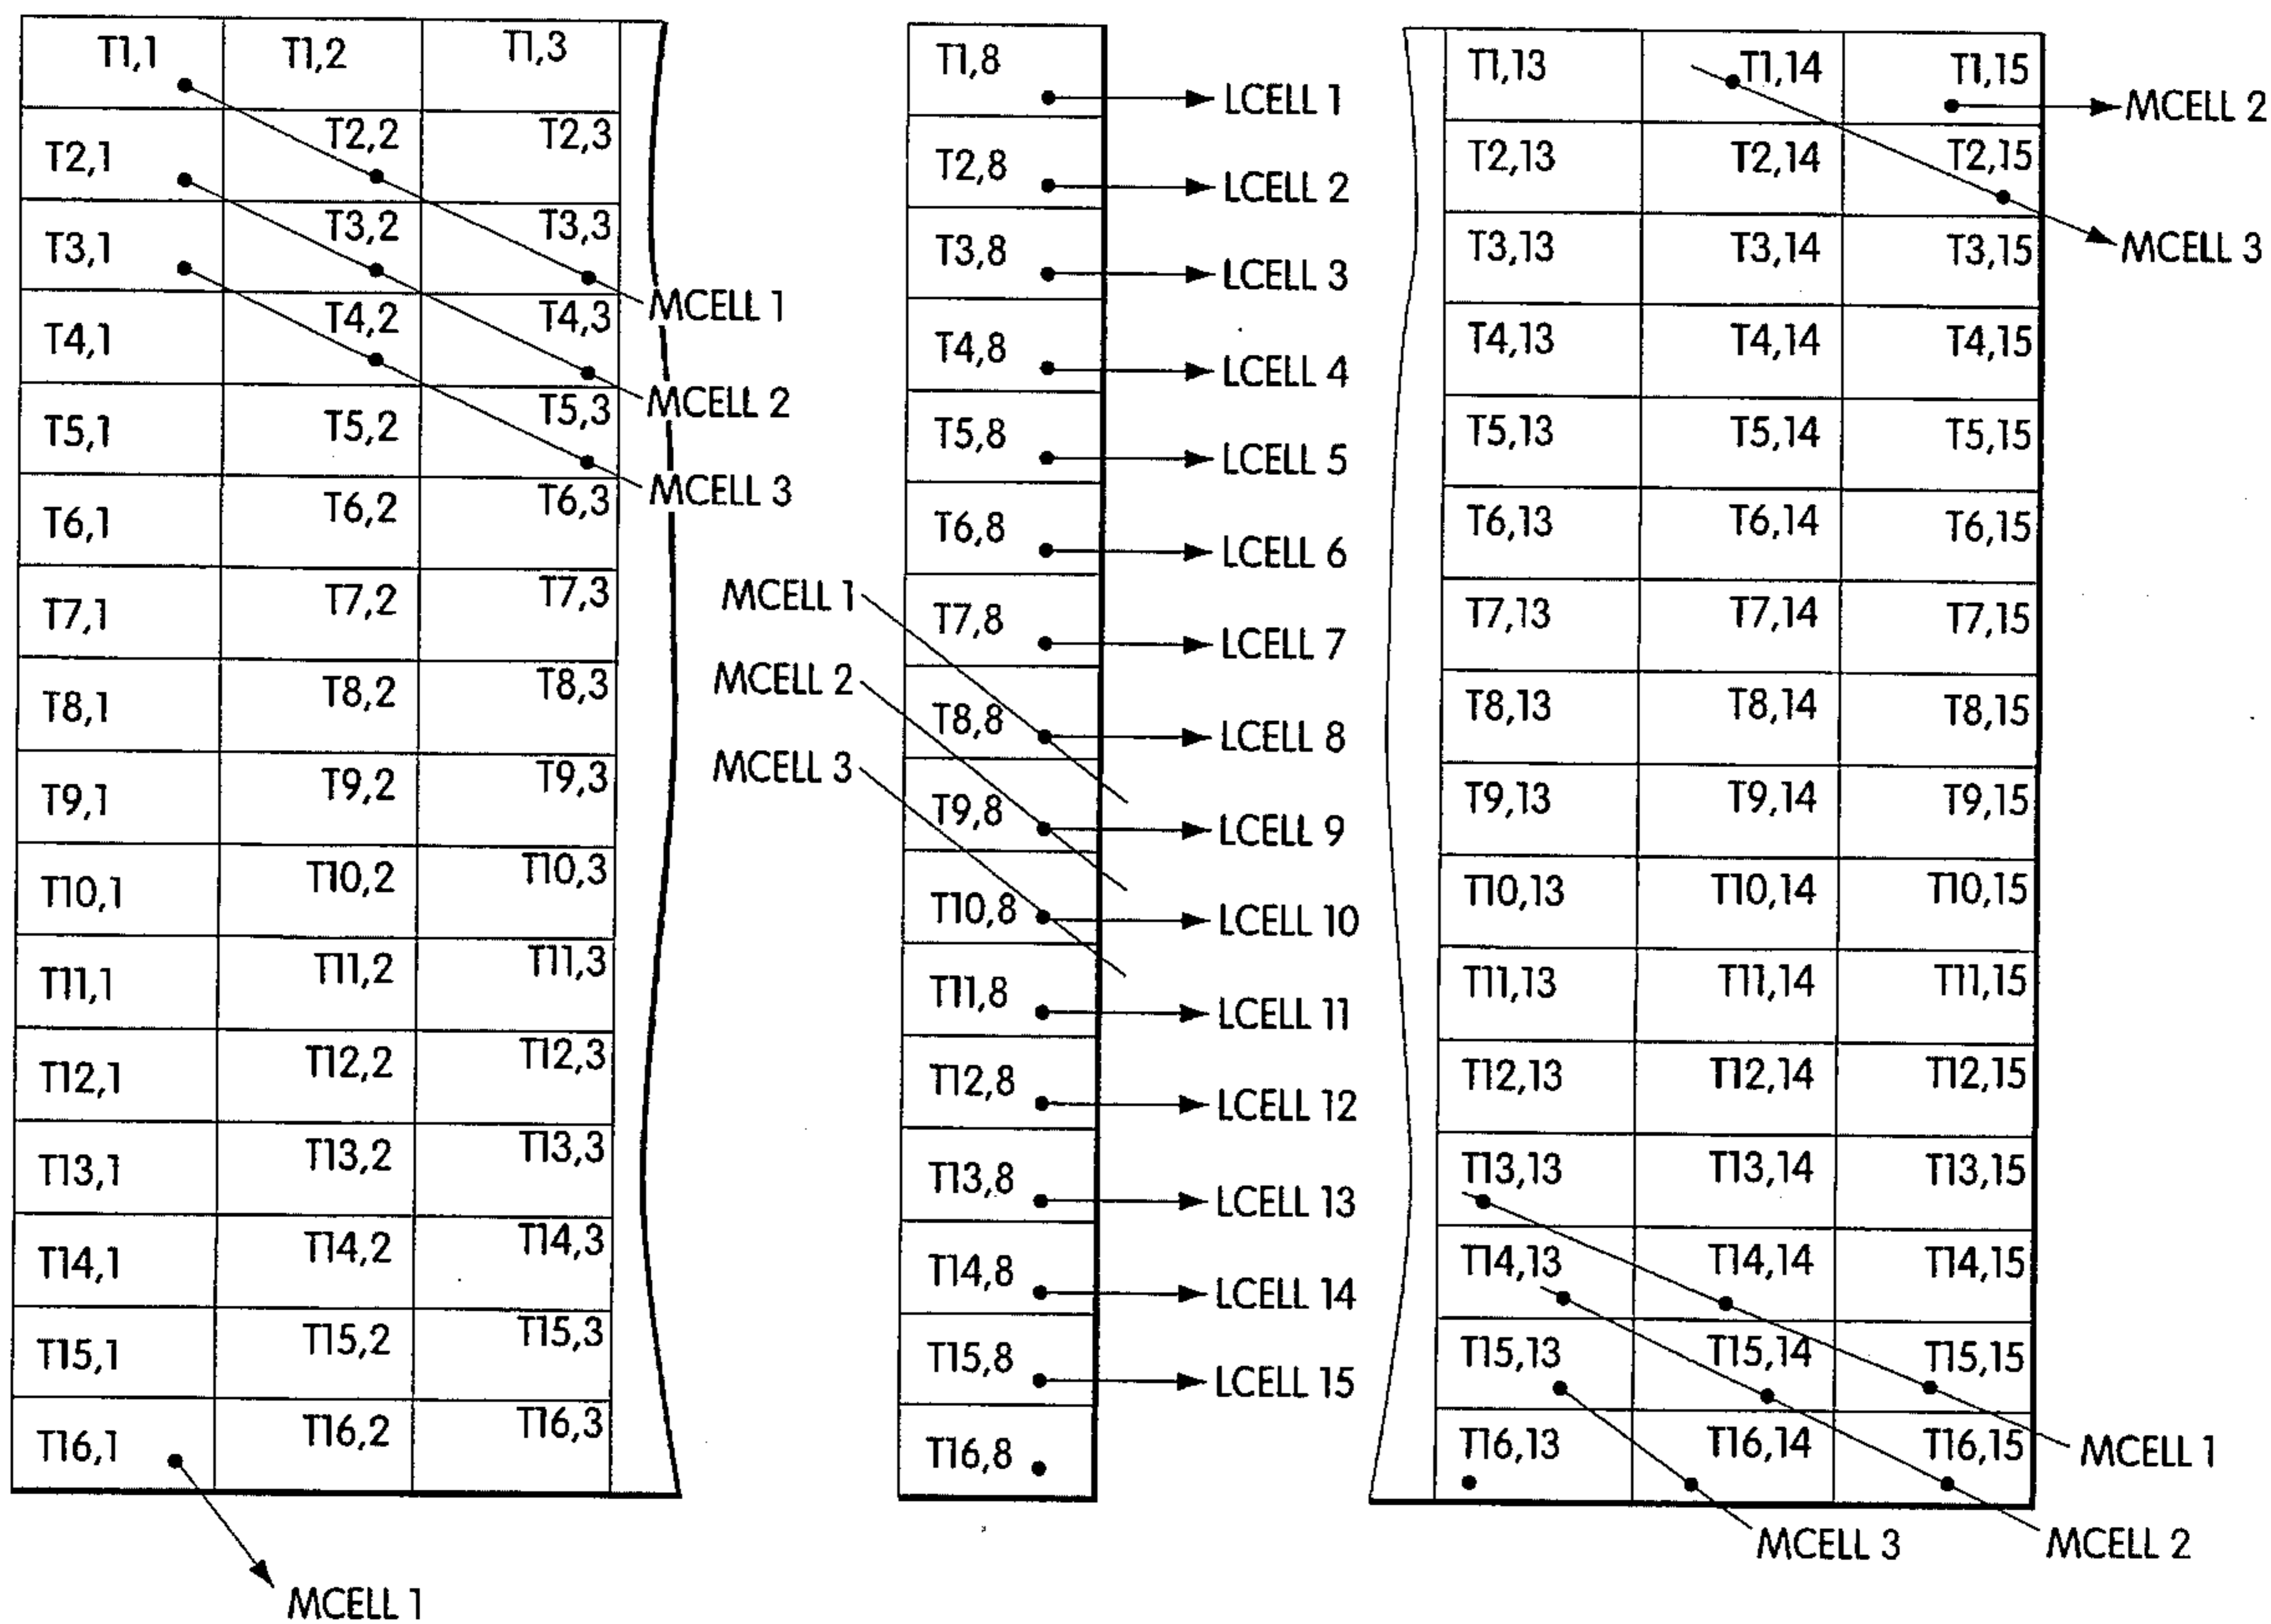 T1,1 T1,2 T1,3
T2,1 T2,2 T2,3
T3,1 T3,2 T3,3
MCELL 1
T4,1 T4,2 T4,3
MCELL 2
T5,1 T5,2 T5,3
MCELL 3
T6,1 T6,2 T6,3
T7,1 T7,2 T7,3
T8,1 T8,2 T8,3
T9,1 T9,2 T9,3
T10,1 T10,2 T10,3
T11,1 T11,2 T11,3
T12,1 T12,2 T12,3
T13,1 T13,2 T13,3
T14,1 T14,2 T14,3
T15,1 T15,2 T15,3
T16,1 T16,2 T16,3
MCELL 1
T1,8 LCELL 1
T2,8 LCELL 2
T3,8 LCELL 3
T4,8 LCELL 4
T5,8 LCELL 5
T6,8 LCELL 6
MCELL 1
T7,8 LCELL 7
MCELL 2
T8,8 LCELL 8
MCELL 3
T9,8 LCELL 9
T10,8 LCELL 10
T11,8 LCELL 11
T12,8 LCELL 12
T13,8 LCELL 13
T14,8 LCELL 14
T15,8 LCELL 15
T16,8
T1,13 T1,14 T1,15
MCELL 2
T2,13 T2,14 T2,15
MCELL 3
T3,13 T3,14 T3,15
T4,13 T4,14 T4,15
T5,13 T5,14 T5,15
T6,13 T6,14 T6,15
T7,13 T7,14 T7,15
T8,13 T8,14 T8,15
T9,13 T9,14 T9,15
T10,13 T10,14 T10,15
T11,13 T11,14 T11,15
T12,13 T12,14 T12,15
T13,13 T13,14 T13,15
T14,13 T14,14 T14,15
T15,13 T15,14 T15,15
T16,13 T16,14 T16,15
MCELL 1
MCELL 3 MCELL 2